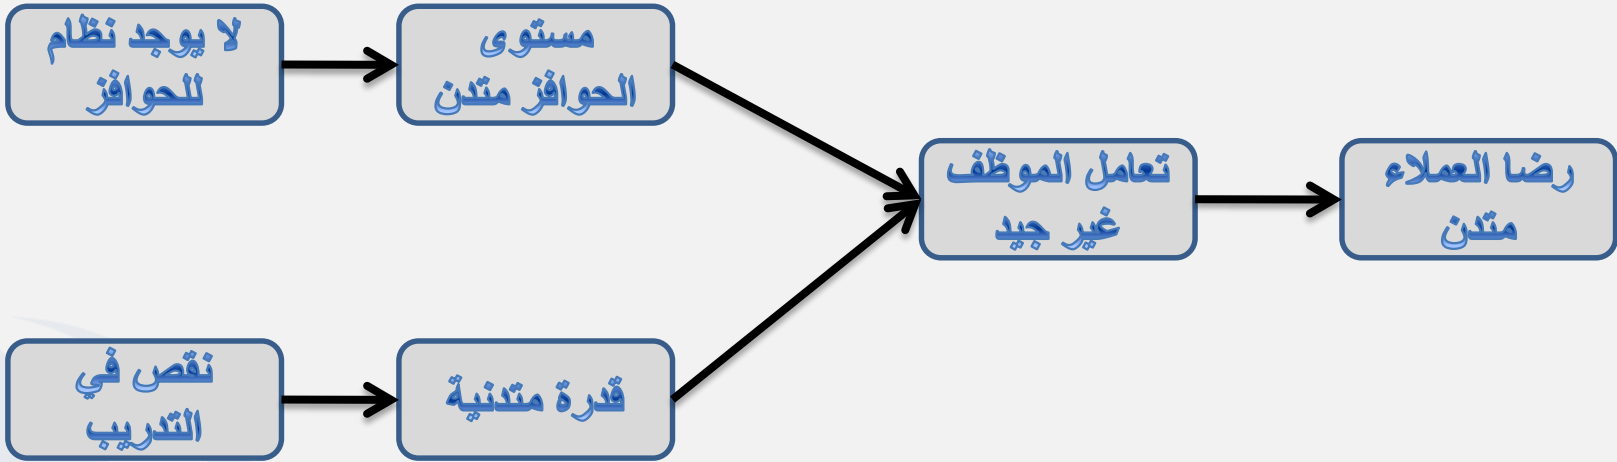 لا يوجد نظام
للحوافز
مستوى
الحوافز متدن
تعامل الموظف
غير جيد
رضا العملاء
متدن
نقص في
التدريب
قدرة متدنية